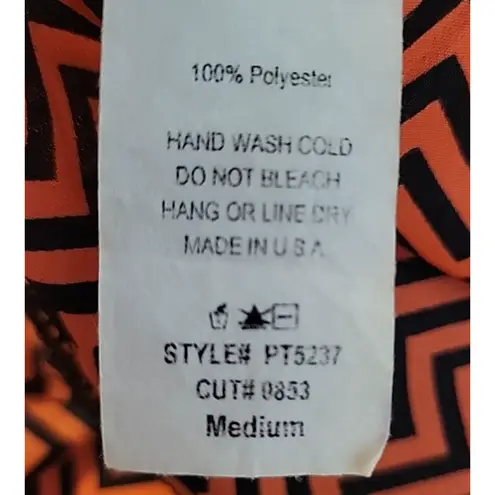 100% Polyester
HAND WASH COLD
DO NOT BLEACH
HANG OR LINE DRY
MADE IN U S A
STYLE# PT5237
CUT# 0853
Medium